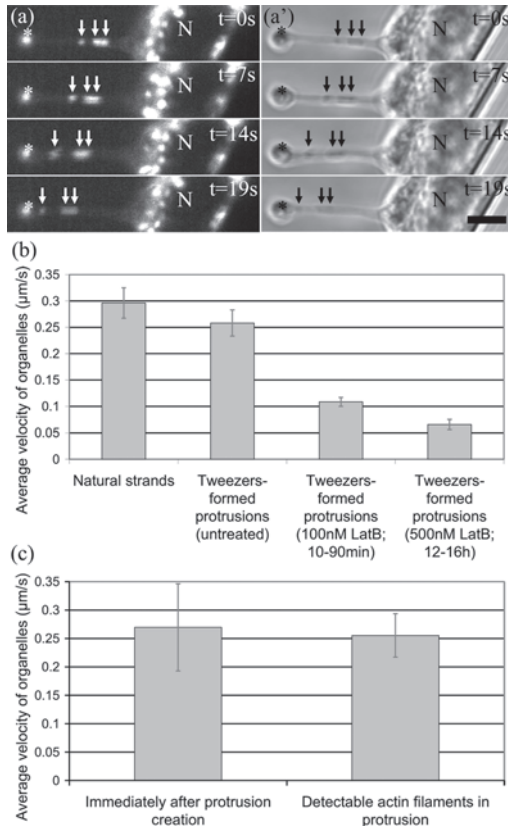 (a) N t=0s (a') N t=0s
* *
N t=7s N t=7s
* *
N t=14s N t=14s
* *
N t=19s N t=19s
* *
(b)
Average velocity of organelles (µm/s)
0.35
0.3
0.25
0.2
0.15
0.1
0.05
0
Natural strands
Tweezers-
formed
protrusions
(untreated)
Tweezers-
formed
protrusions
(100nM LatB;
10-90min)
Tweezers-
formed
protrusions
(500nM LatB;
12-16h)
(c)
Average velocity of organelles (µm/s)
0.35
0.3
0.25
0.2
0.15
0.1
0.05
0
Immediately after protrusion
creation
Detectable actin filaments in
protrusion